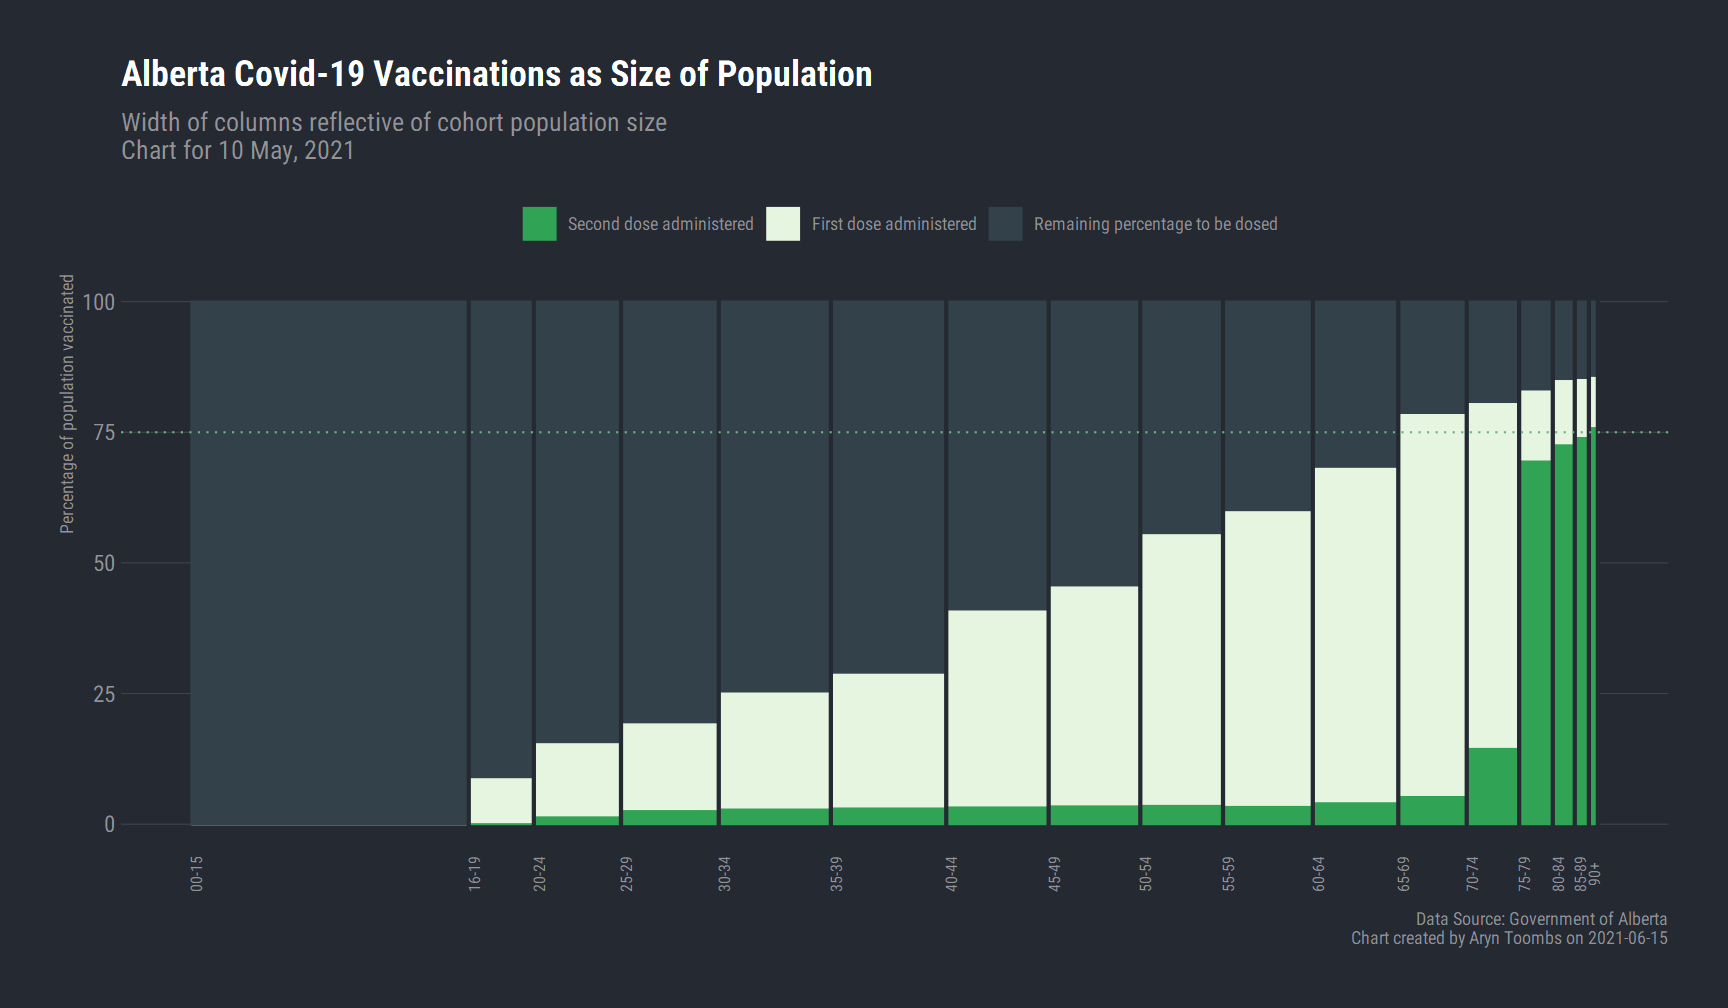 Alberta Covid-19 Vaccinations as Size of Population
Width of columns reflective of cohort population size
Chart for 10 May, 2021
Second dose administered
First dose administered
Remaining percentage to be dosed
Percentage of population vaccinated
100
75
50
25
0
00-15
16-19
20-24
25-29
30-34
35-39
40-44
45-49
50-54
55-59
60-64
65-69
70-74
75-79
80-84
85-89
90+
Data Source: Government of Alberta
Chart created by Aryn Toombs on 2021-06-15